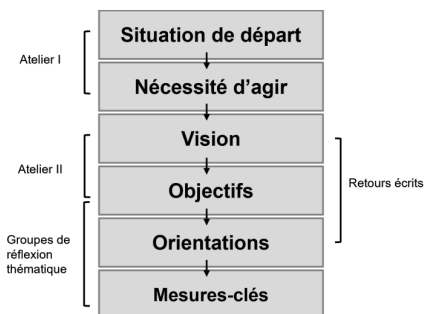 Situation de départ
Atelier I
Nécessité d'agir
Vision
Atelier II
Objectifs
Retours écrits
Groupes de
réflexion
thématique
Orientations
Mesures-clés